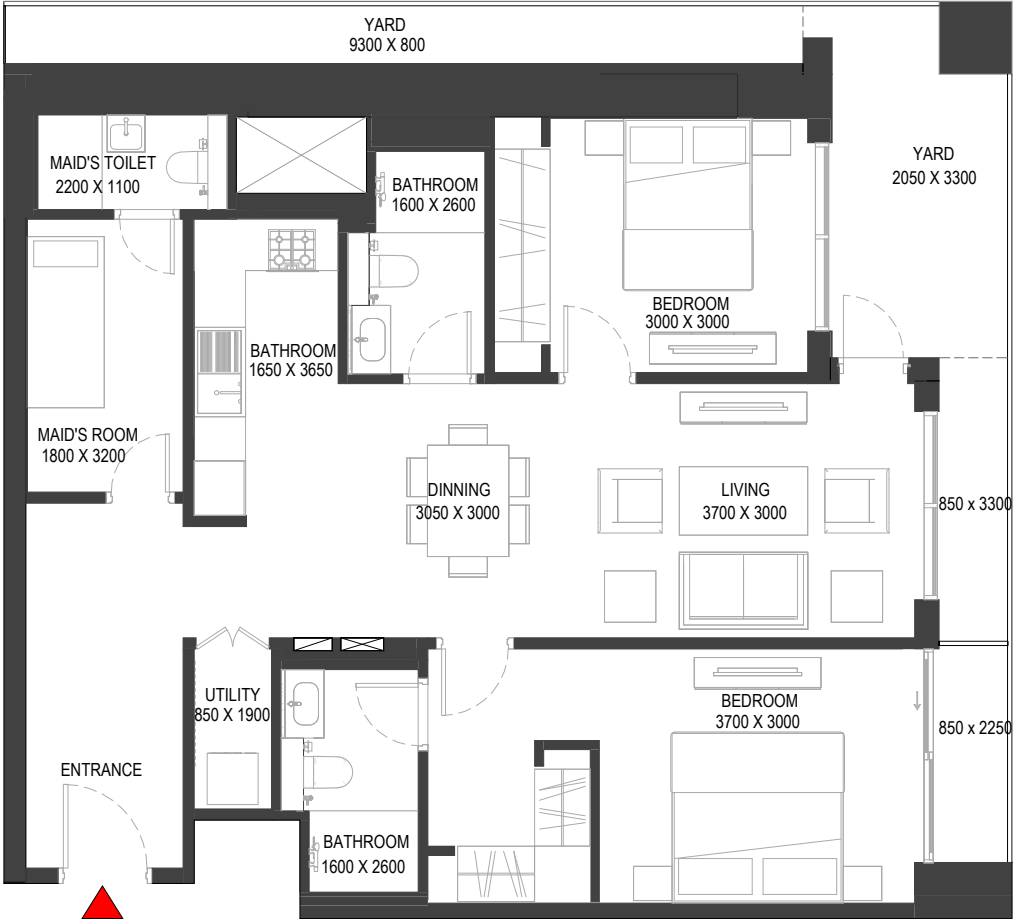 YARD
9300 X 800
MAID'S TOILET
2200 X 1100
BATHROOM
1600 X 2600
YARD
2050 X 3300
BEDROOM
3000 X 3000
BATHROOM
1650 X 3650
MAID'S ROOM
1800 X 3200
DINNING
3050 X 3000
LIVING
3700 X 3000
850 x 3300
UTILITY
850 X 1900
BEDROOM
3700 X 3000
850 x 2250
ENTRANCE
BATHROOM
1600 X 2600